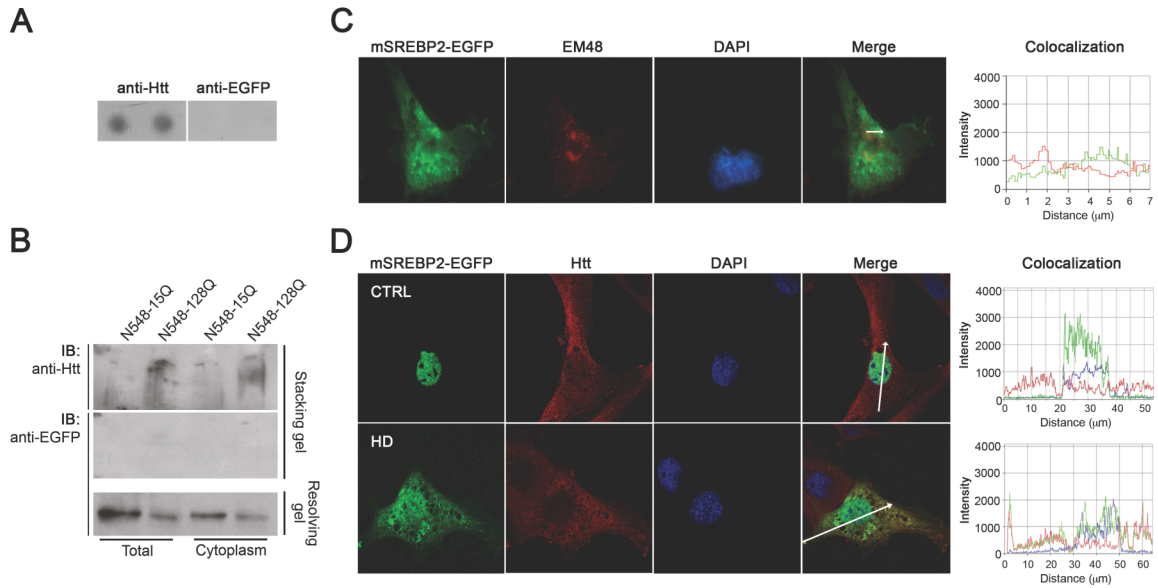 A
anti-Htt anti-EGFP
B
N548-15Q
N548-128Q
N548-15Q
N548-128Q
IB:
anti-Htt
IB:
anti-EGFP
Stacking gel
Resolving
gel
Total Cytoplasm
C
mSREBP2-EGFP EM48 DAPI Merge Colocalization
4000
3000
2000
1000
0
Intensity
0 1 2 3 4 5 6 7
Distance (μm)
D
mSREBP2-EGFP Htt DAPI Merge Colocalization
CTRL
4000
3000
2000
1000
0
Intensity
0 10 20 30 40 50
Distance (μm)
HD
4000
3000
2000
1000
0
Intensity
0 10 20 30 40 50 60
Distance (μm)